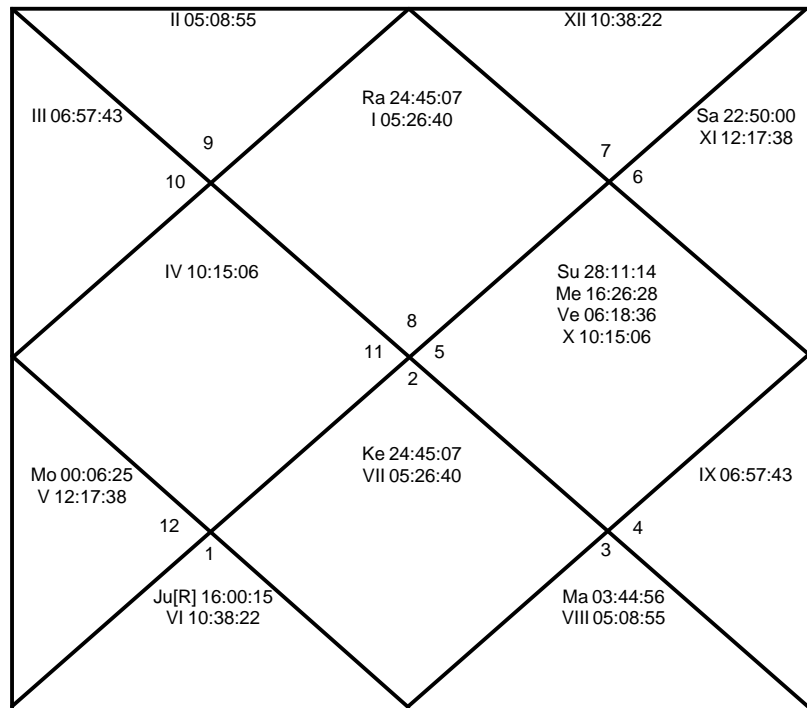 II 05:08:55
XII 10:38:22
Ra 24:45:07
I 05:26:40
III 06:57:43
Sa 22:50:00
XI 12:17:38
9
7
10
6
IV 10:15:06
Su 28:11:14
Me 16:26:28
Ve 06:18:36
X 10:15:06
8
11
5
2
Ke 24:45:07
VII 05:26:40
Mo 00:06:25
V 12:17:38
IX 06:57:43
12
4
1
3
Ju[R] 16:00:15
VI 10:38:22
Ma 03:44:56
VIII 05:08:55